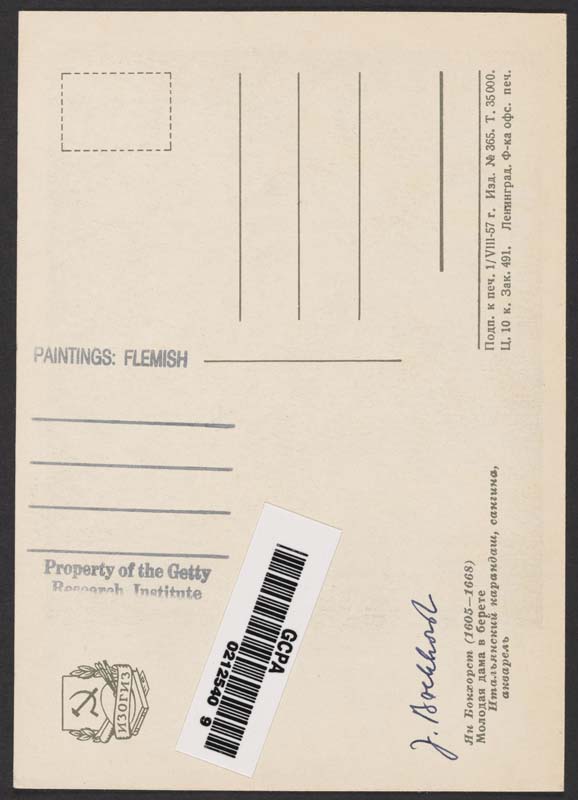 PAINTINGS: FLEMISH
Property of the Getty
Research Institute
ИЗОГИЗ
GCPA
0212540 9
J. Bockhorst
Ян Бокхорст (1605—1668)
Молодая дама в берете
Итальянский карандаш, сангина,
акварель
Подп. к печ. 1/VIII-57 г. Изд. № 365. Т. 35000.
Ц. 10 к. Зак. 491. Ленинград. Ф-ка офс. печ.